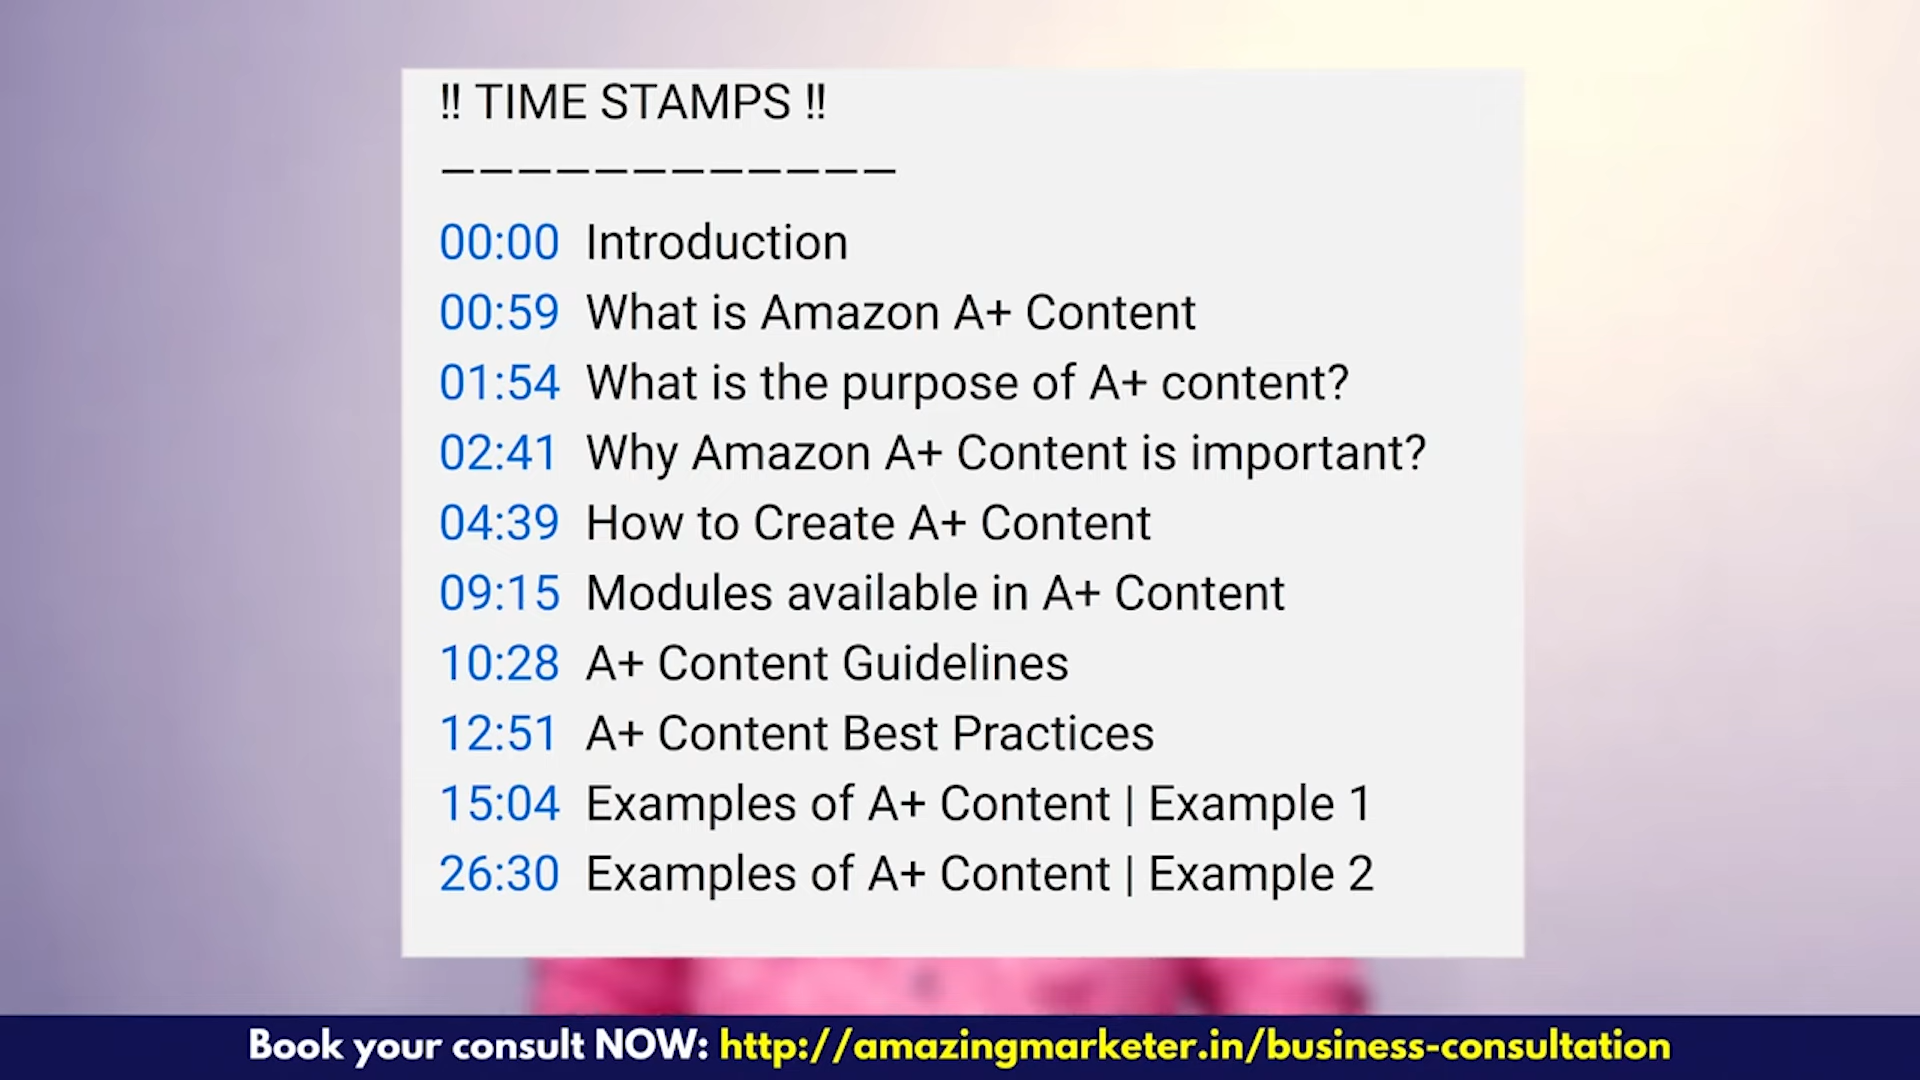 !! TIME STAMPS !!
————————————
00:00 Introduction
00:59 What is Amazon A+ Content
01:54 What is the purpose of A+ content?
02:41 Why Amazon A+ Content is important?
04:39 How to Create A+ Content
09:15 Modules available in A+ Content
10:28 A+ Content Guidelines
12:51 A+ Content Best Practices
15:04 Examples of A+ Content | Example 1
26:30 Examples of A+ Content | Example 2
Book your consult NOW: http://amazingmarketer.in/business-consultation